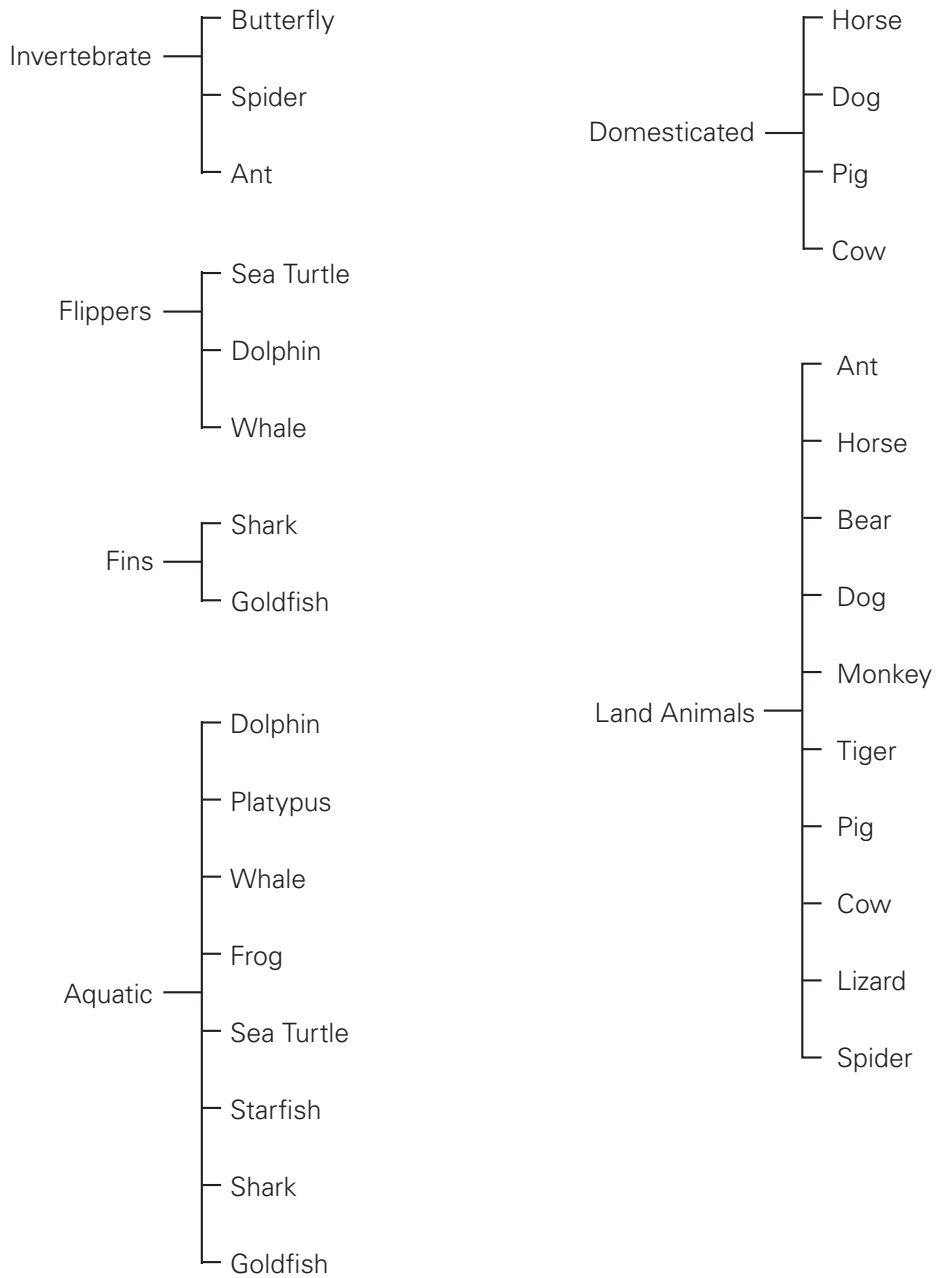 Invertebrate
Butterfly
Spider
Ant
Flippers
Sea Turtle
Dolphin
Whale
Fins
Shark
Goldfish
Aquatic
Dolphin
Platypus
Whale
Frog
Sea Turtle
Starfish
Shark
Goldfish
Domesticated
Horse
Dog
Pig
Cow
Land Animals
Ant
Horse
Bear
Dog
Monkey
Tiger
Pig
Cow
Lizard
Spider